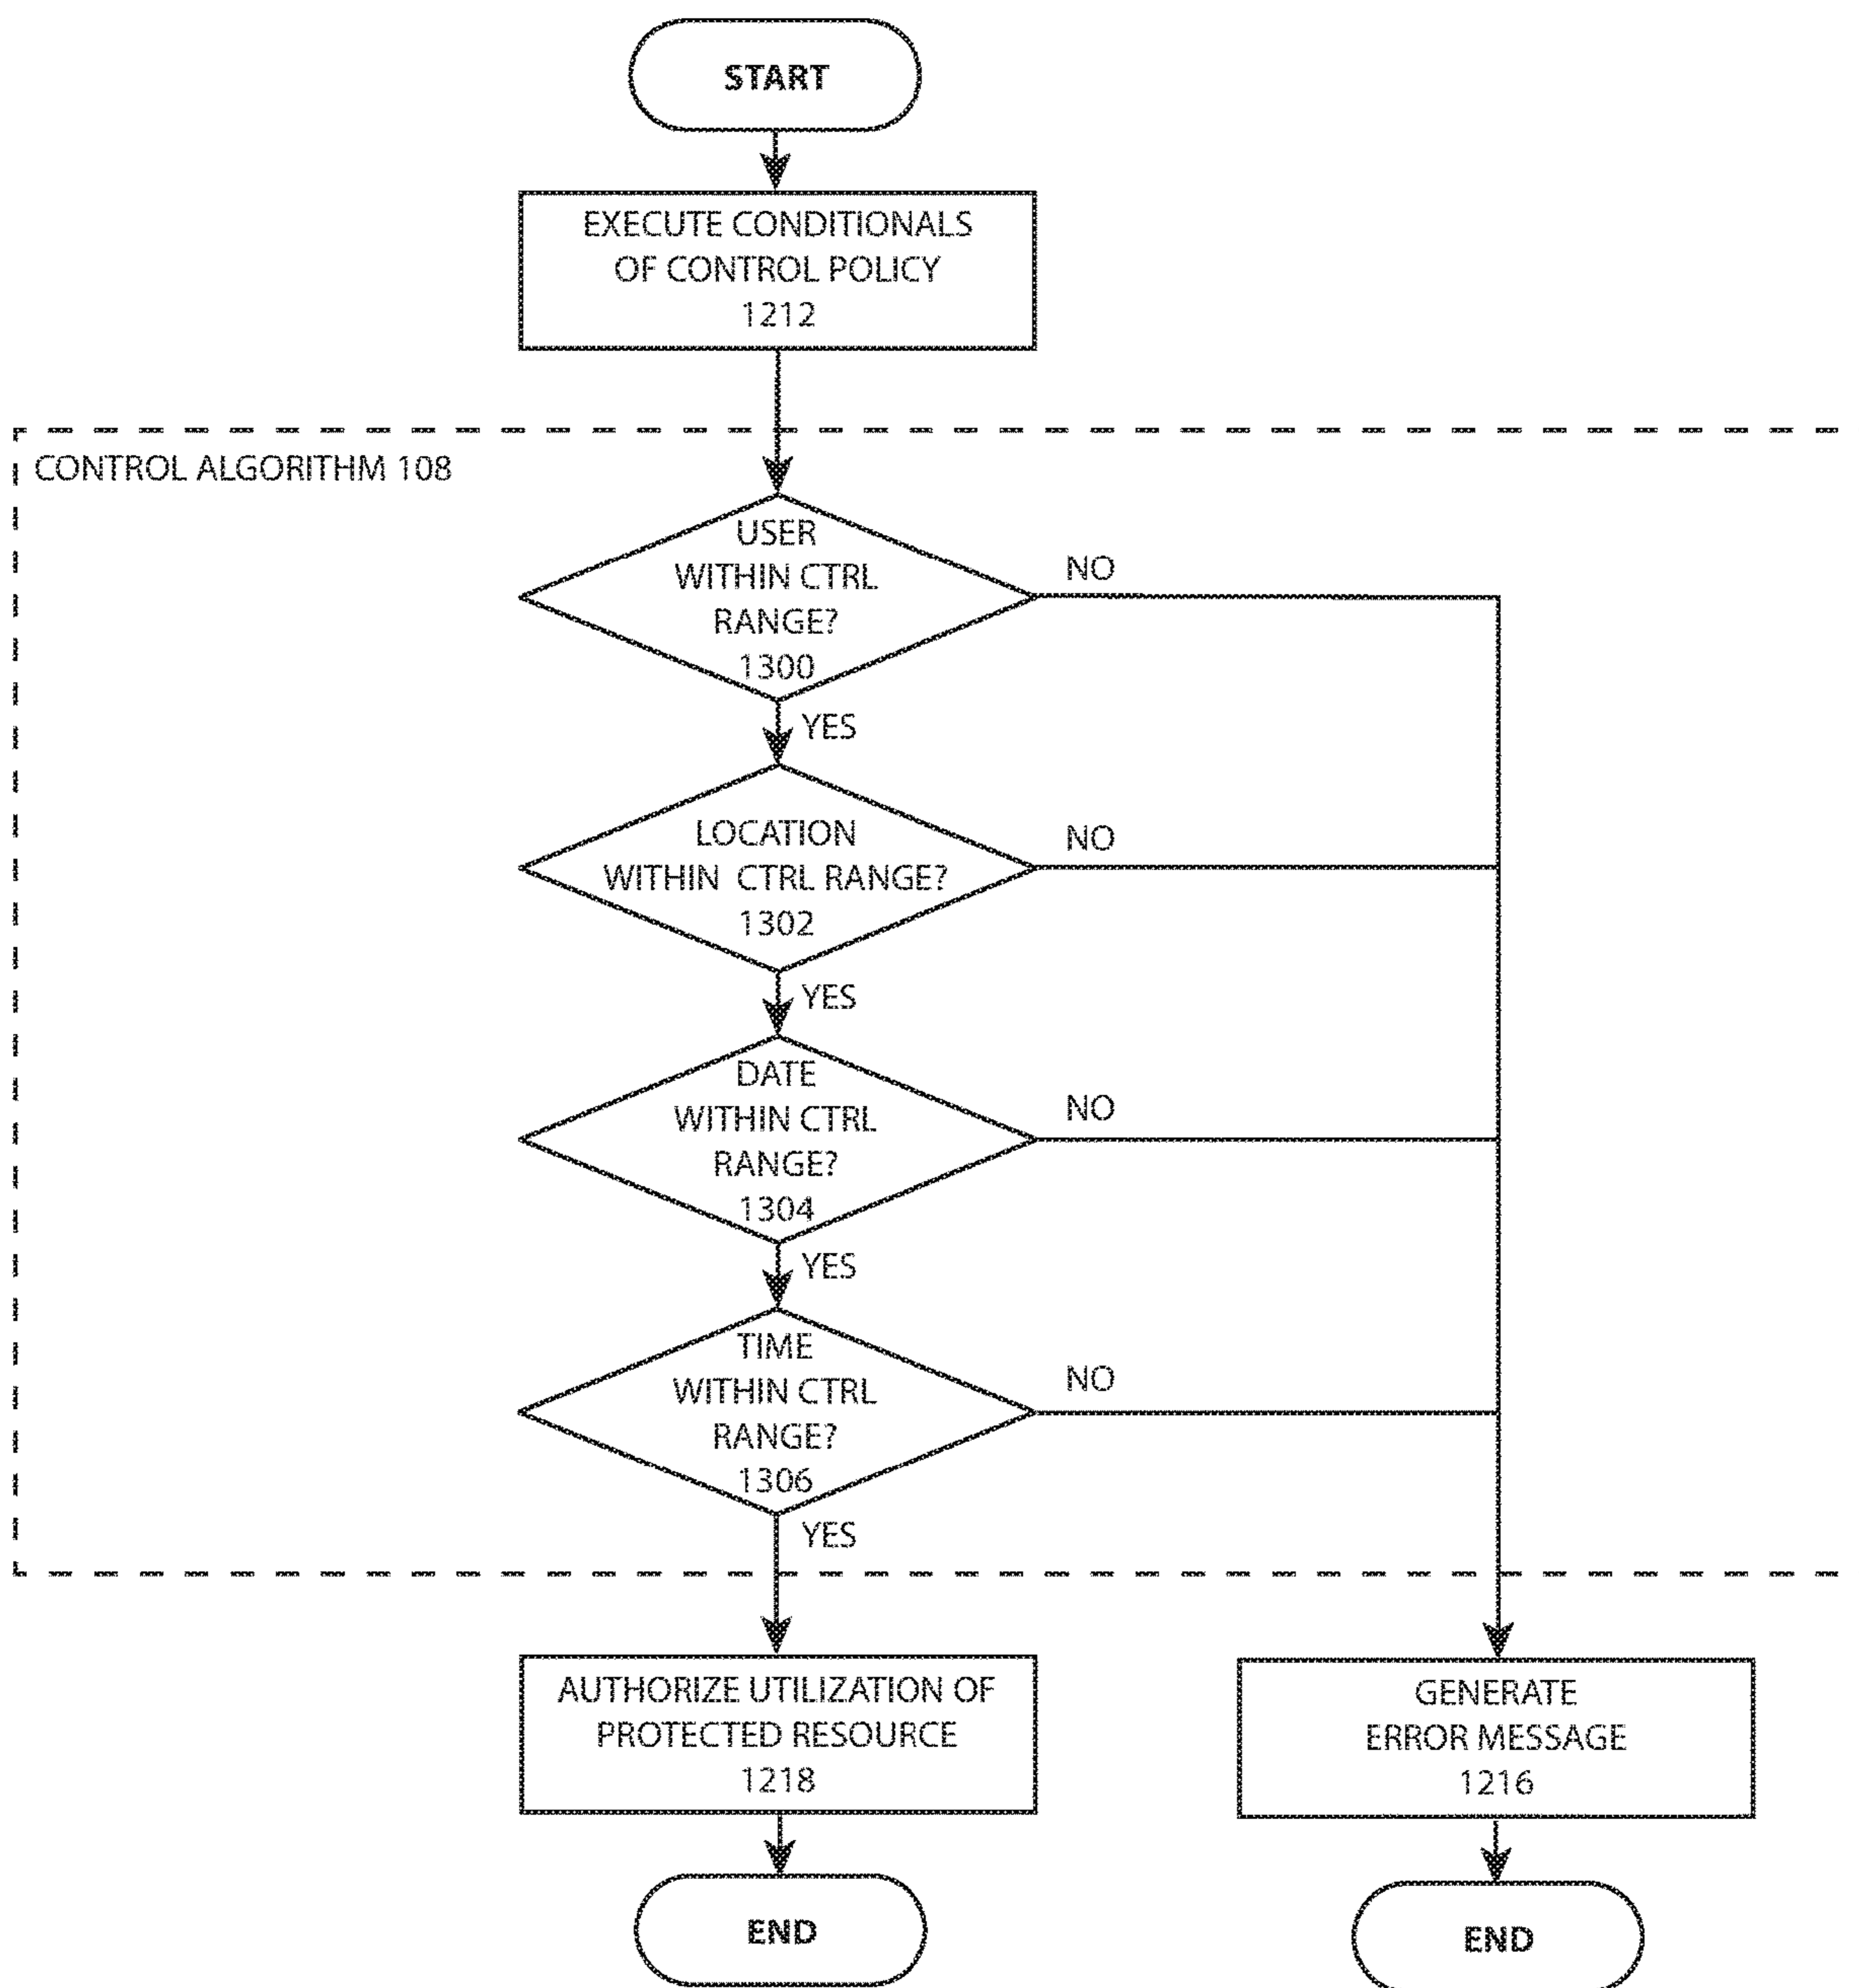 START
EXECUTE CONDITIONALS
OF CONTROL POLICY
1212
CONTROL ALGORITHM 108
USER
WITHIN CTRL
RANGE?
1300
NO
YES
LOCATION
WITHIN CTRL RANGE?
1302
NO
YES
DATE
WITHIN CTRL
RANGE?
1304
NO
YES
TIME
WITHIN CTRL
RANGE?
1306
NO
YES
AUTHORIZE UTILIZATION OF
PROTECTED RESOURCE
1218
GENERATE
ERROR MESSAGE
1216
END
END